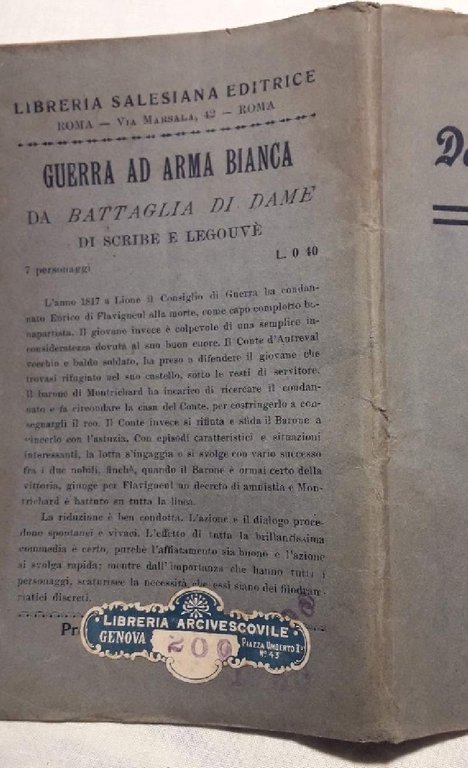 LIBRERIA SALESIANA EDITRICE
ROMA — VIA MARSALA, 42 — ROMA
GUERRA AD ARMA BIANCA
DA BATTAGLIA DI DAME
DI SCRIBE E LEGOUVÈ
7 personaggi
L. 0 40
L'anno 1817 a Lione il Consiglio di Guerra ha condan-
nato Enrico di Flavigneul alla morte, come capo complotto bo-
napartista. Il giovane invece è colpevole di una semplice in-
consideratezza dovuta al suo buon cuore. Il Conte d'Autreval
vecchio e baldo soldato, ha preso a difendere il giovane che
trovasi rifugiato nel suo castello, sotto le vesti di servitore.
Il barone di Montrichard ha incarico di ricercare il condan-
nato e fa circondare la casa del Conte, per costringerlo a con-
segnargli il reo. Il Conte invece si rifiuta e sfida il Barone a
vincerlo con l'astuzia. Con episodi caratteristici e situazioni
interessanti, la lotta s'ingaggia e si svolge con vario successo
fra i due nobili, finchè, quando il Barone è ormai certo della
vittoria, giunge per Flavigneul un decreto di amnistia e Mon-
trichard è battuto su tutta la linea.
La riduzione è ben condotta. L'azione e il dialogo proce-
dono spontanei e vivaci. L'effetto di tutta la brillantissima
commedia è certo, purchè l'affiatamento sia buono e l'azione
si svolga rapida; mentre dall'importanza che hanno tutti i
personaggi, scaturisce la necessità che essi siano dei filodram-
matici discreti.
Pr
LIBRERIA ARCIVESCOVILE
GENOVA
200
PIAZZA UMBERTO Iº
Nº 43